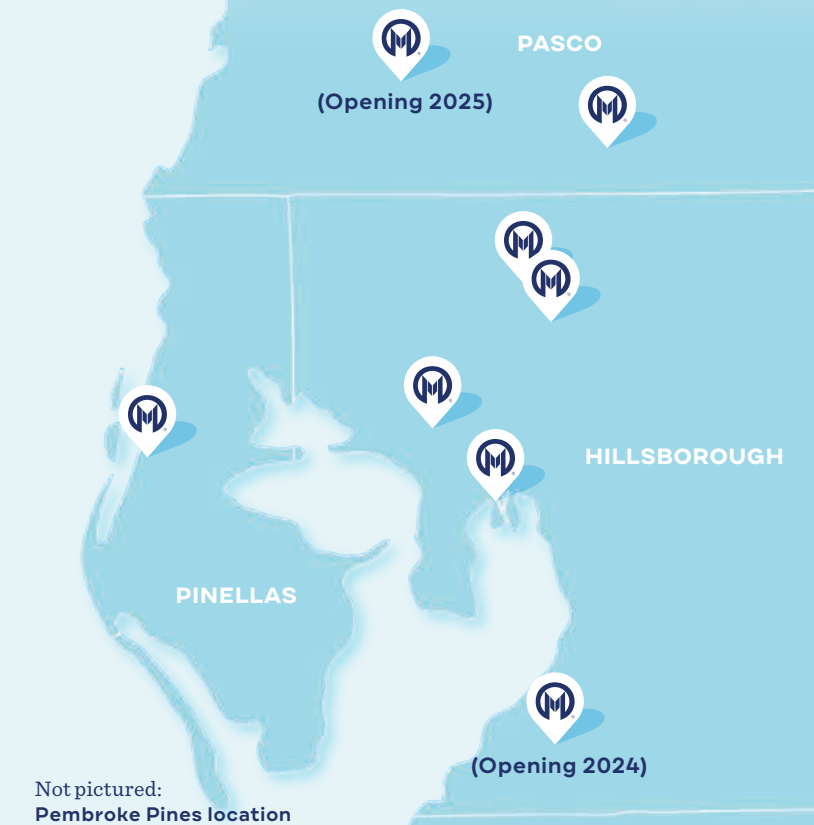 PASCO
(Opening 2025)
HILLSBOROUGH
PINELLAS
(Opening 2024)
Not pictured:
Pembroke Pines location